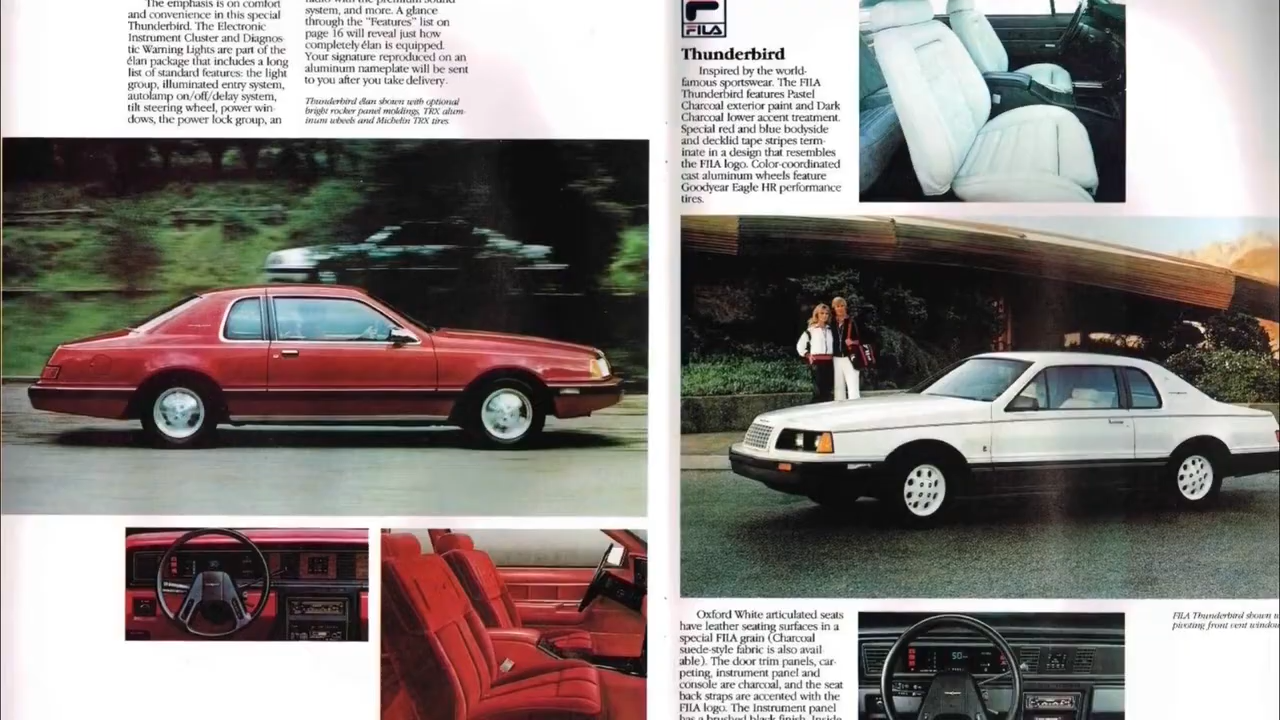 The emphasis is on comfort
and convenience in this special
Thunderbird. The Electronic
Instrument Cluster and Diagnos-
tic Warning Lights are part of the
élan package that includes a long
list of standard features: the light
group, illuminated entry system,
autolamp on/off/delay system,
tilt steering wheel, power win-
dows, the power lock group, an
radio with the premium sound
system, and more. A glance
through the "Features" list on
page 16 will reveal just how
completely élan is equipped.
Your signature reproduced on an
aluminum nameplate will be sent
to you after you take delivery.
Thunderbird élan shown with optional
bright rocker panel moldings, TRX alum-
inum wheels and Michelin TRX tires.
FILA
Thunderbird
Inspired by the world-
famous sportswear. The FILA
Thunderbird features Pastel
Charcoal exterior paint and Dark
Charcoal lower accent treatment.
Special red and blue bodyside
and decklid tape stripes term-
inate in a design that resembles
the FILA logo. Color-coordinated
cast aluminum wheels feature
Goodyear Eagle HR performance
tires.
Oxford White articulated seats
have leather seating surfaces in a
special FILA grain (Charcoal
suede-style fabric is also avail
able). The door trim panels, car-
peting, instrument panel and
console are charcoal, and the seat
back straps are accented with the
FILA logo. The Instrument panel
has a brushed black finish. Inside
FILA Thunderbird shown
pivoting front vent window